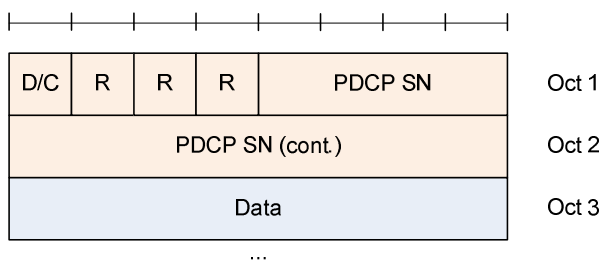 D/C R R R PDCP SN Oct 1
PDCP SN (cont.) Oct 2
Data Oct 3
...